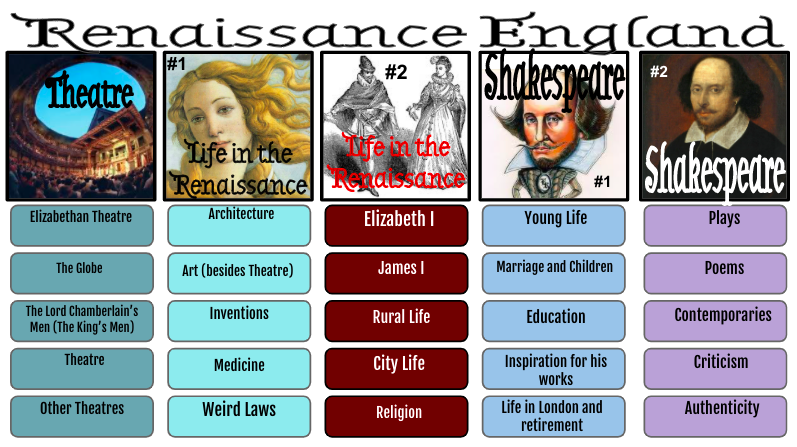 Renaissance England
Theatre
#1
Life in the
Renaissance
#2
Life in the
Renaissance
Shakespeare
#1
#2
Shakespeare
Elizabethan Theatre
Architecture
Elizabeth I
Young Life
Plays
The Globe
Art (besides Theatre)
James I
Marriage and Children
Poems
The Lord Chamberlain's
Men (The King's Men)
Inventions
Rural Life
Education
Contemporaries
Theatre
Medicine
City Life
Inspiration for his
works
Criticism
Other Theatres
Weird Laws
Religion
Life in London and
retirement
Authenticity